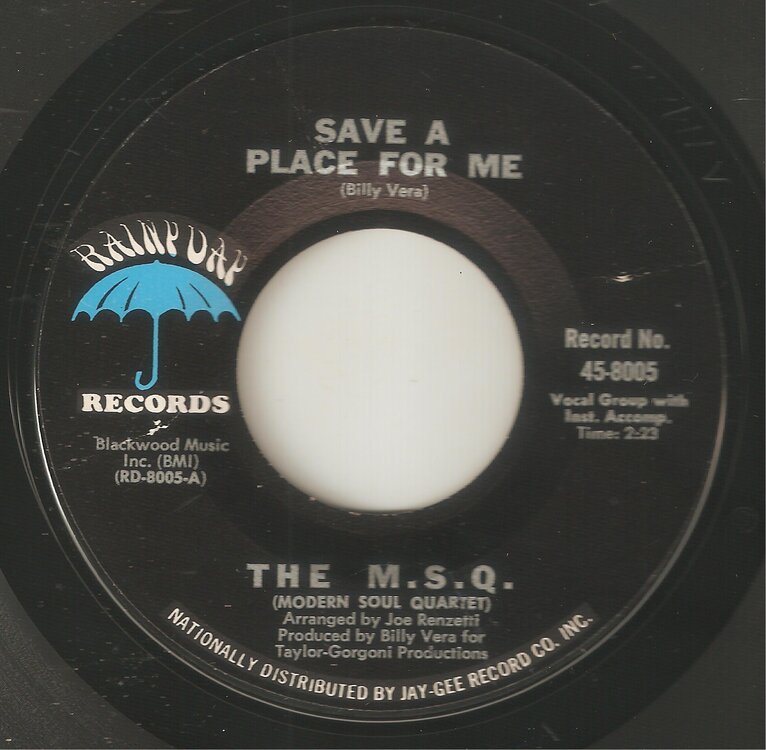 SAVE A
PLACE FOR ME
(Billy Vera)
RAINY DAY
RECORDS
Blackwood Music
Inc. (BMI)
(RD-8005-A)
Record No.
45-8005
Vocal Group with
Inst. Accomp.
Time: 2:23
THE M.S.Q.
(MODERN SOUL QUARTET)
Arranged by Joe Renzetti
Produced by Billy Vera for
Taylor-Gorgoni Productions
NATIONALLY DISTRIBUTED BY JAY-GEE RECORD CO. INC.